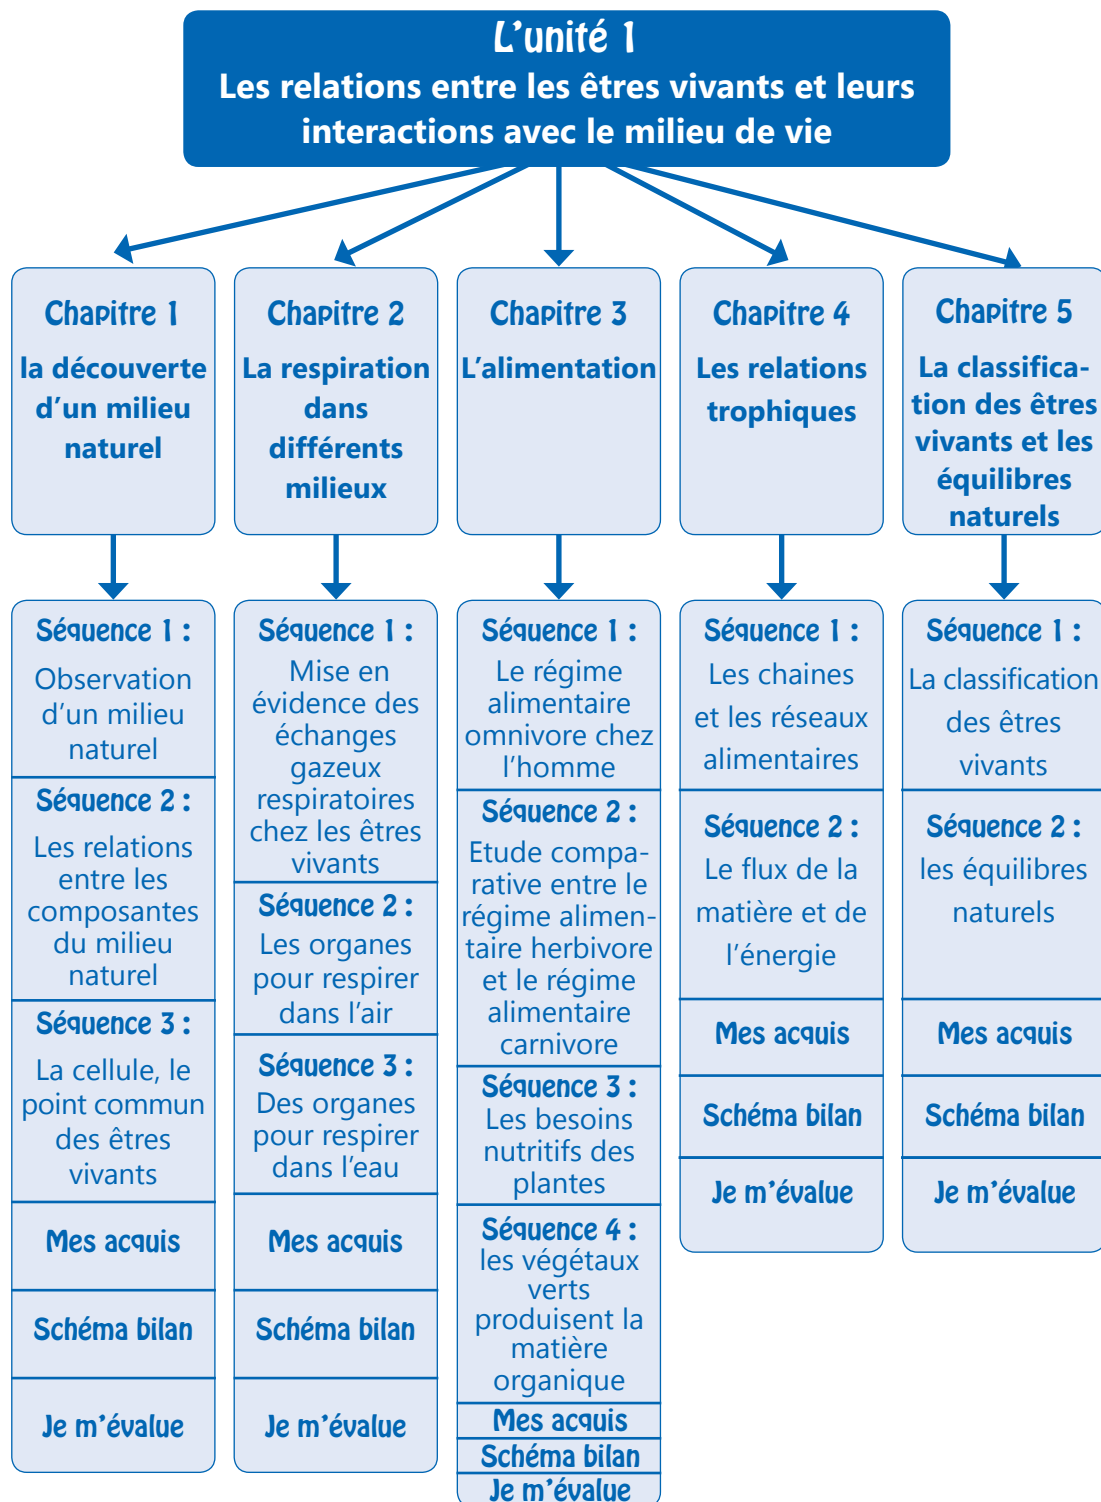 L'unité 1
Les relations entre les êtres vivants et leurs
interactions avec le milieu de vie
Chapitre 1
la découverte
d'un milieu
naturel
Chapitre 2
La respiration
dans
différents
milieux
Chapitre 3
L'alimentation
Chapitre 4
Les relations
trophiques
Chapitre 5
La classifica-
tion des êtres
vivants et les
équilibres
naturels
Séquence 1 :
Observation
d'un milieu
naturel
Séquence 2 :
Les relations
entre les
composantes
du milieu
naturel
Séquence 3 :
La cellule, le
point commun
des êtres
vivants
Mes acquis
Schéma bilan
Je m'évalue
Séquence 1 :
Mise en
évidence des
échanges
gazeux
respiratoires
chez les êtres
vivants
Séquence 2 :
Les organes
pour respirer
dans l'air
Séquence 3 :
Des organes
pour respirer
dans l'eau
Mes acquis
Schéma bilan
Je m'évalue
Séquence 1 :
Le régime
alimentaire
omnivore chez
l'homme
Séquence 2 :
Etude compa-
rative entre le
régime alimen-
taire herbivore
et le régime
alimentaire
carnivore
Séquence 3 :
Les besoins
nutritifs des
plantes
Séquence 4 :
les végétaux
verts
produisent la
matière
organique
Mes acquis
Schéma bilan
Je m'évalue
Séquence 1 :
Les chaines
et les réseaux
alimentaires
Séquence 2 :
Le flux de la
matière et de
l'énergie
Mes acquis
Schéma bilan
Je m'évalue
Séquence 1 :
La classification
des êtres
vivants
Séquence 2 :
les équilibres
naturels
Mes acquis
Schéma bilan
Je m'évalue